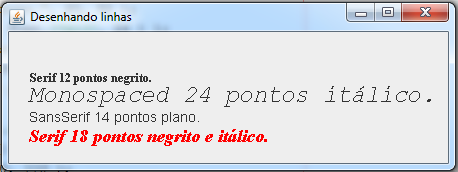 Desenhando linhas
Serif 12 pontos negrito.
Monospaced 24 pontos itálico.
SansSerif 14 pontos plano.
Serif 18 pontos negrito e itálico.